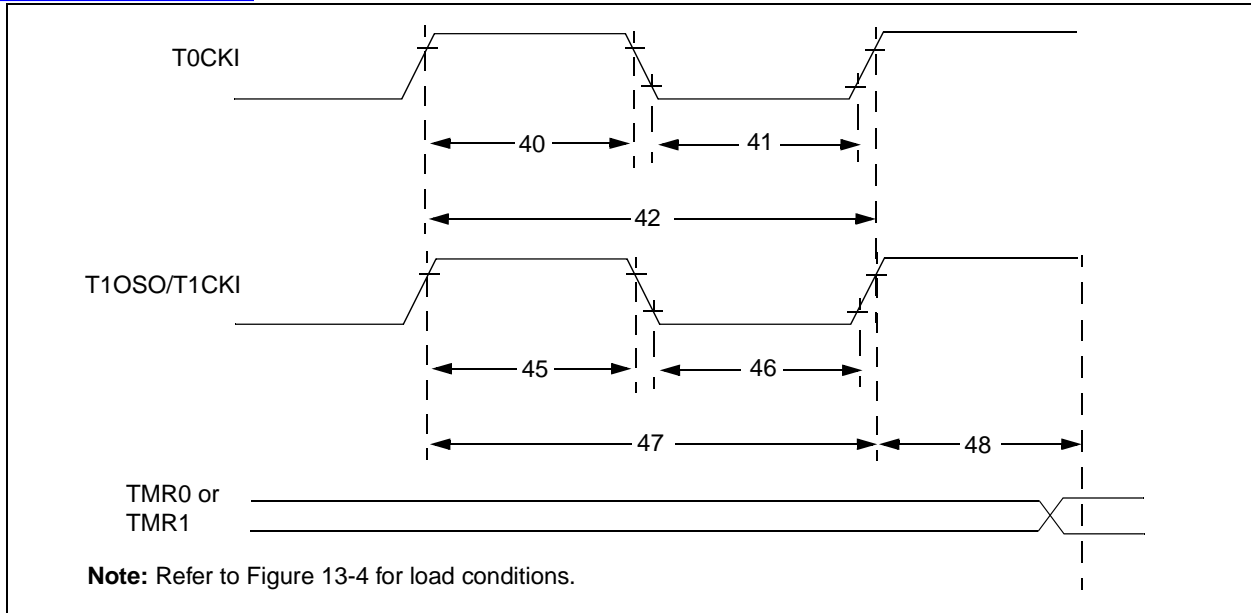 T0CKI
40
41
42
T1OSO/T1CKI
45
46
47
48
TMR0 or
TMR1
Note: Refer to Figure 13-4 for load conditions.